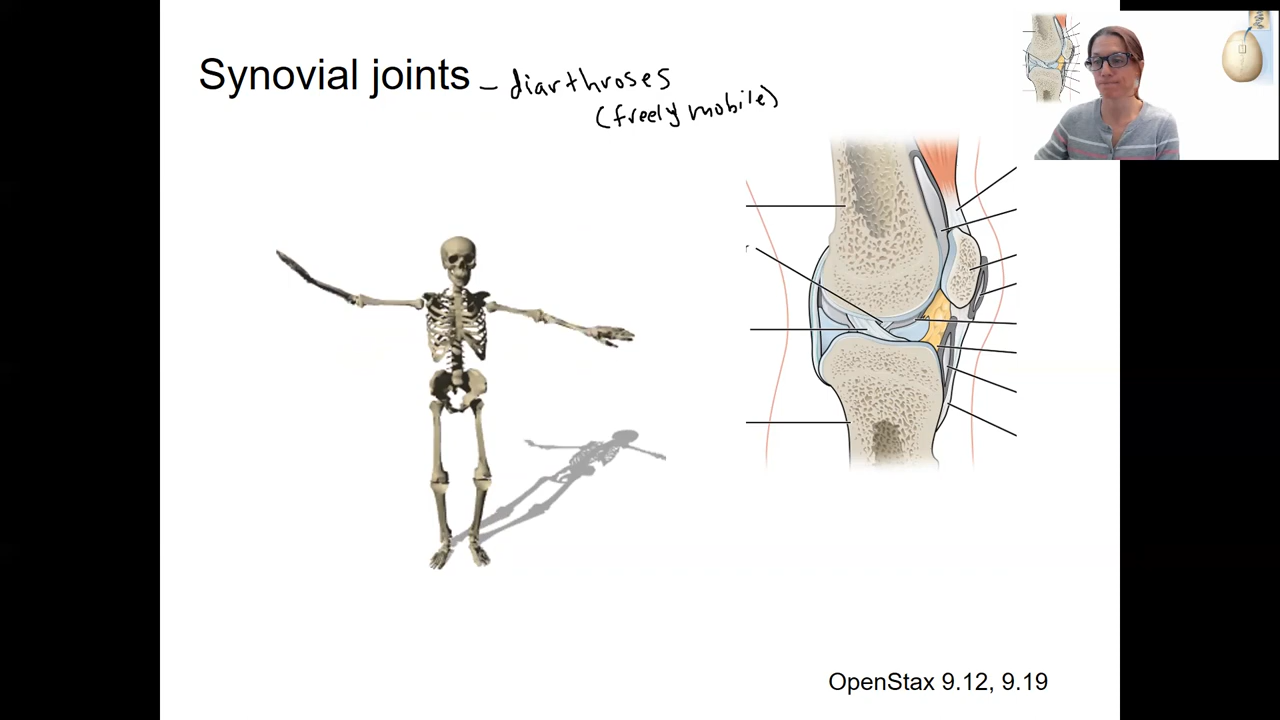 Synovial joints - diarthroses
(freely mobile)
OpenStax 9.12, 9.19